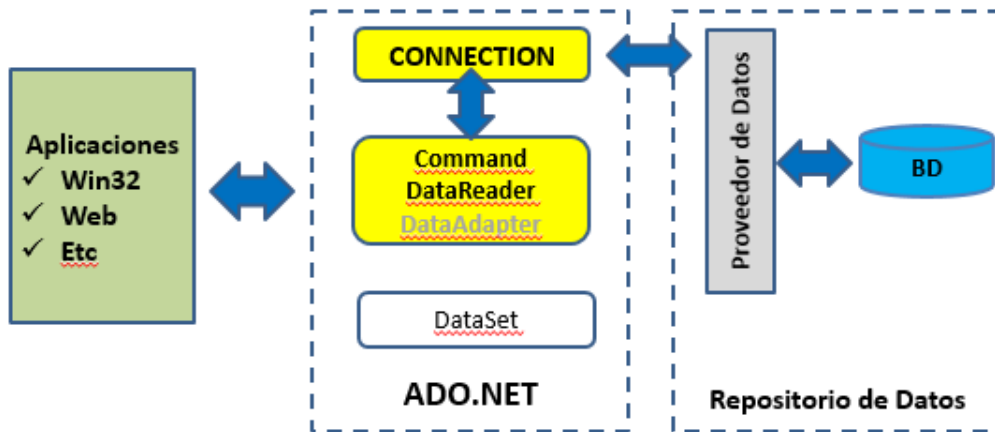 Aplicaciones
✓ Win32
✓ Web
✓ Etc
CONNECTION
Command
DataReader
DataAdapter
DataSet
ADO.NET
Proveedor de Datos
BD
Repositorio de Datos